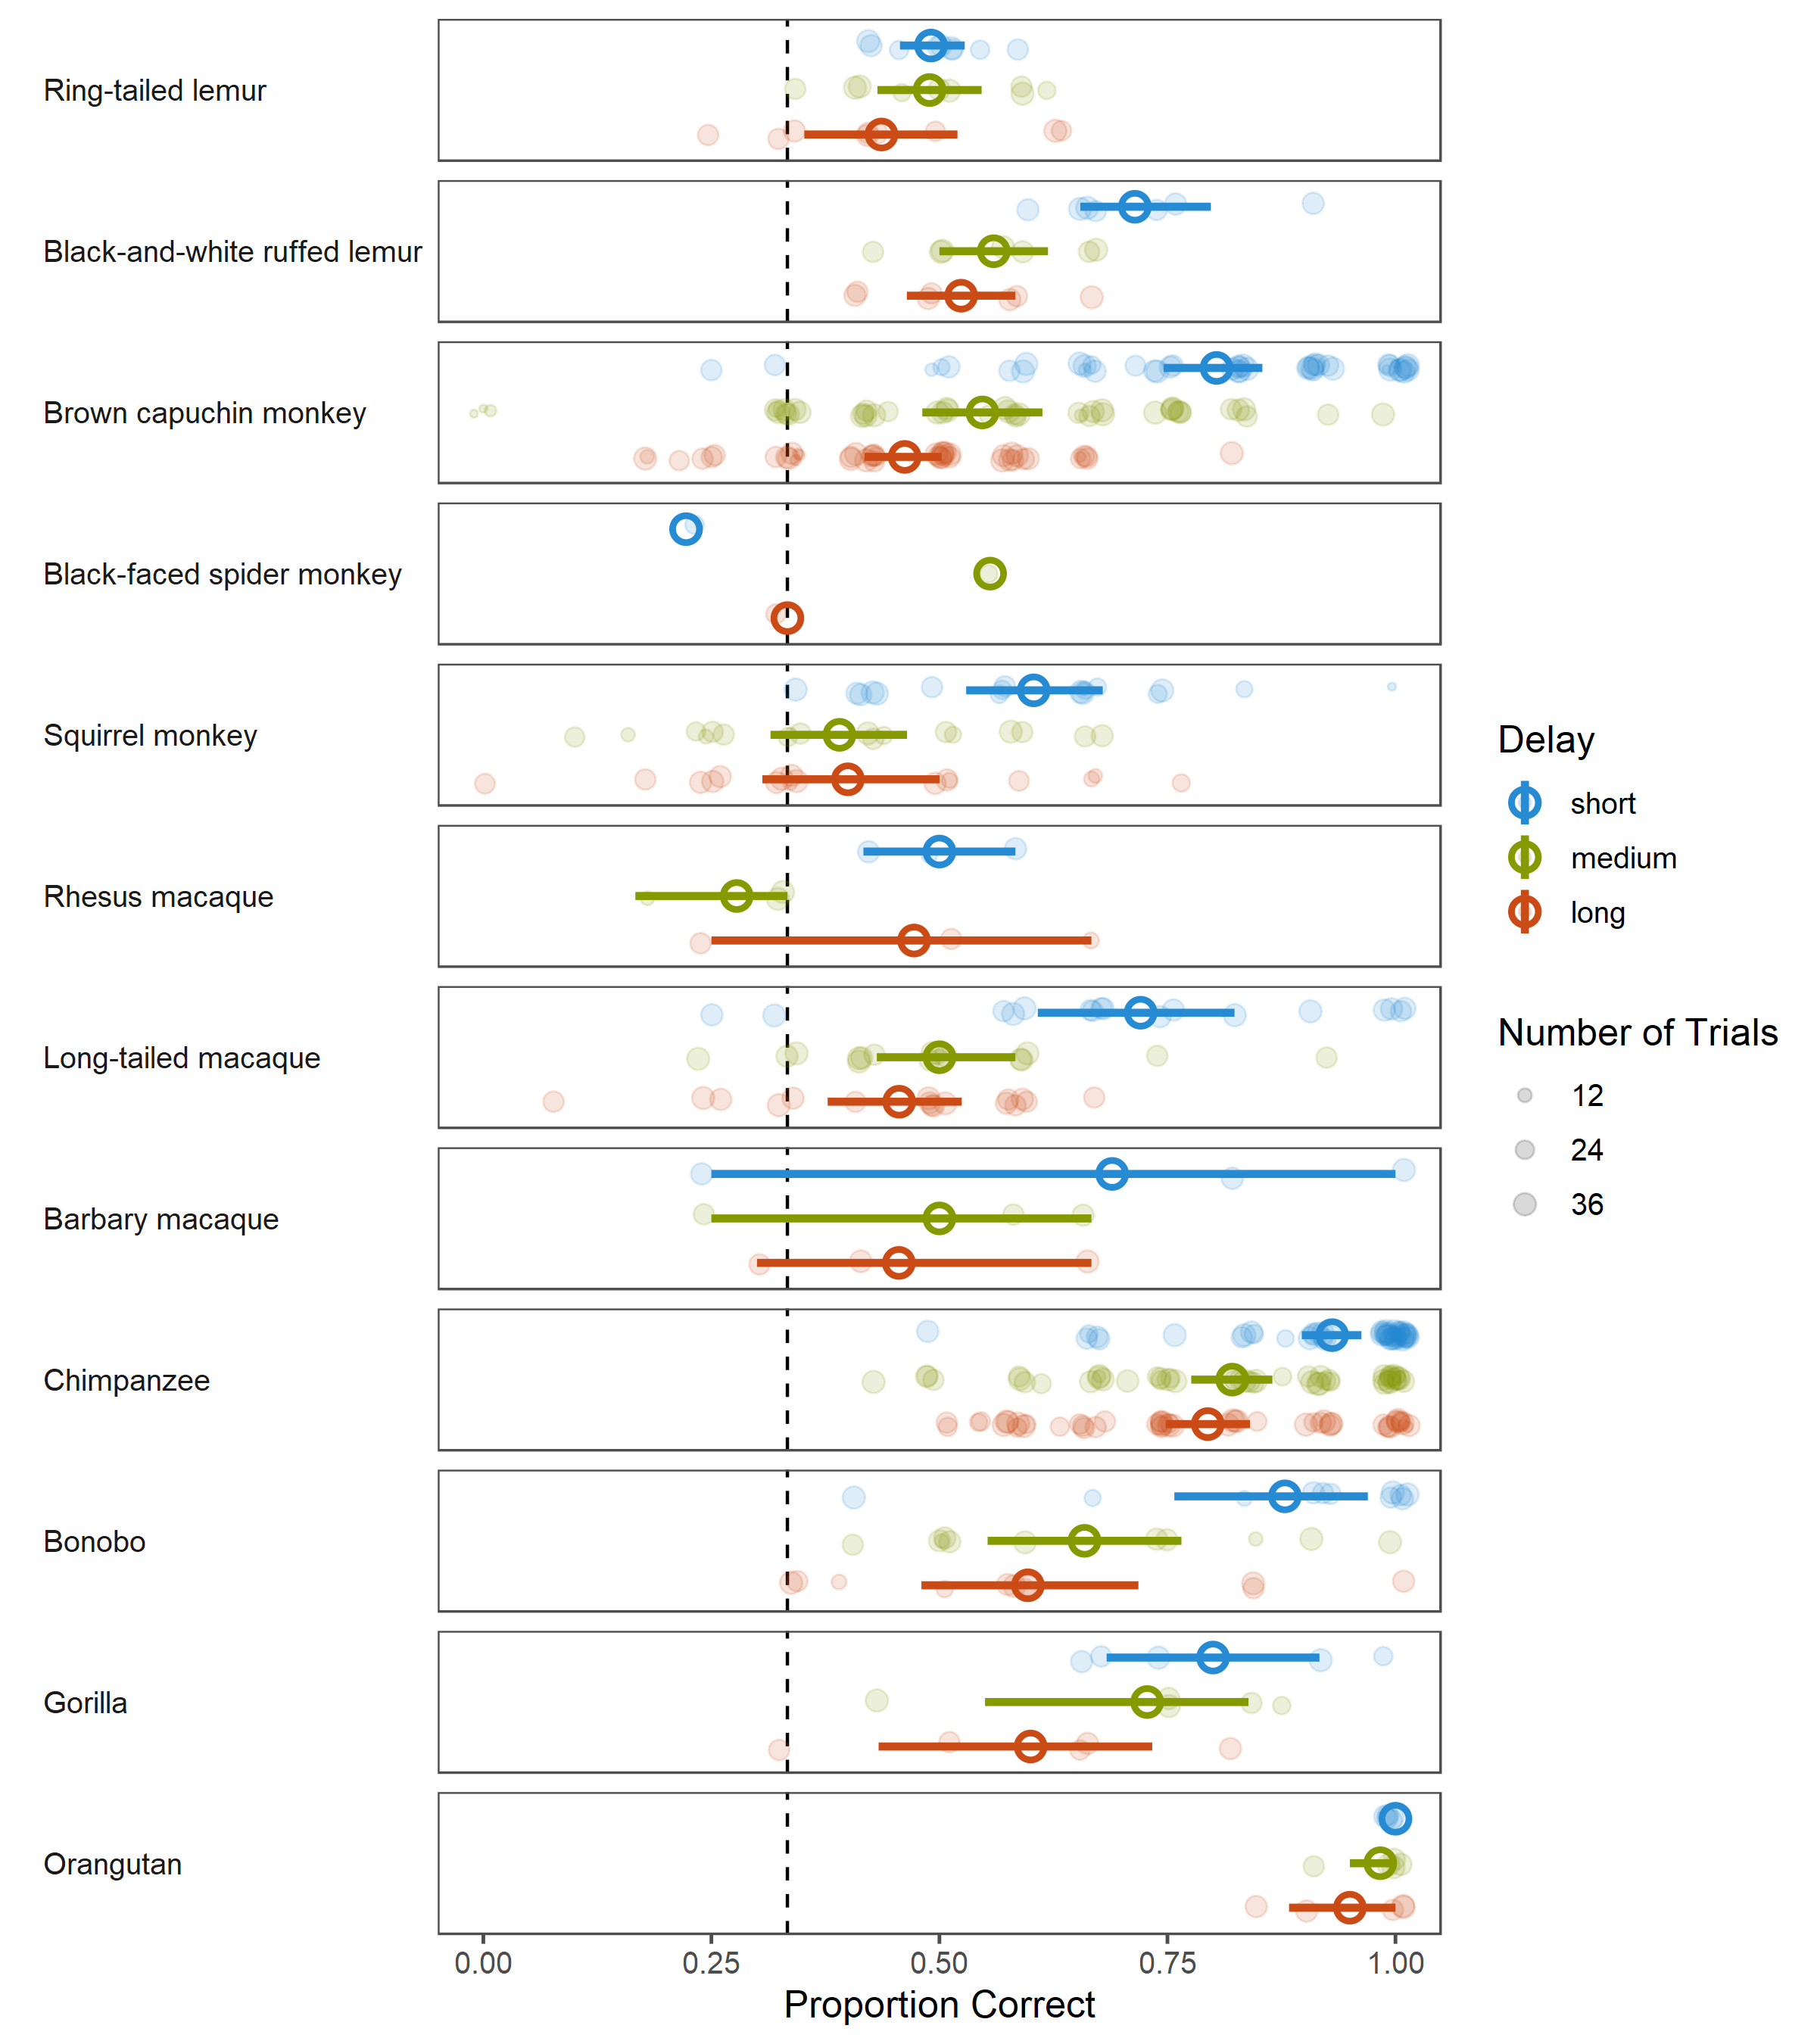 Ring-tailed lemur
Black-and-white ruffed lemur
Brown capuchin monkey
Black-faced spider monkey
Squirrel monkey
Rhesus macaque
Long-tailed macaque
Barbary macaque
Chimpanzee
Bonobo
Gorilla
Orangutan
0.00 0.25 0.50 0.75 1.00
Proportion Correct
Delay
short
medium
long
Number of Trials
12
24
36